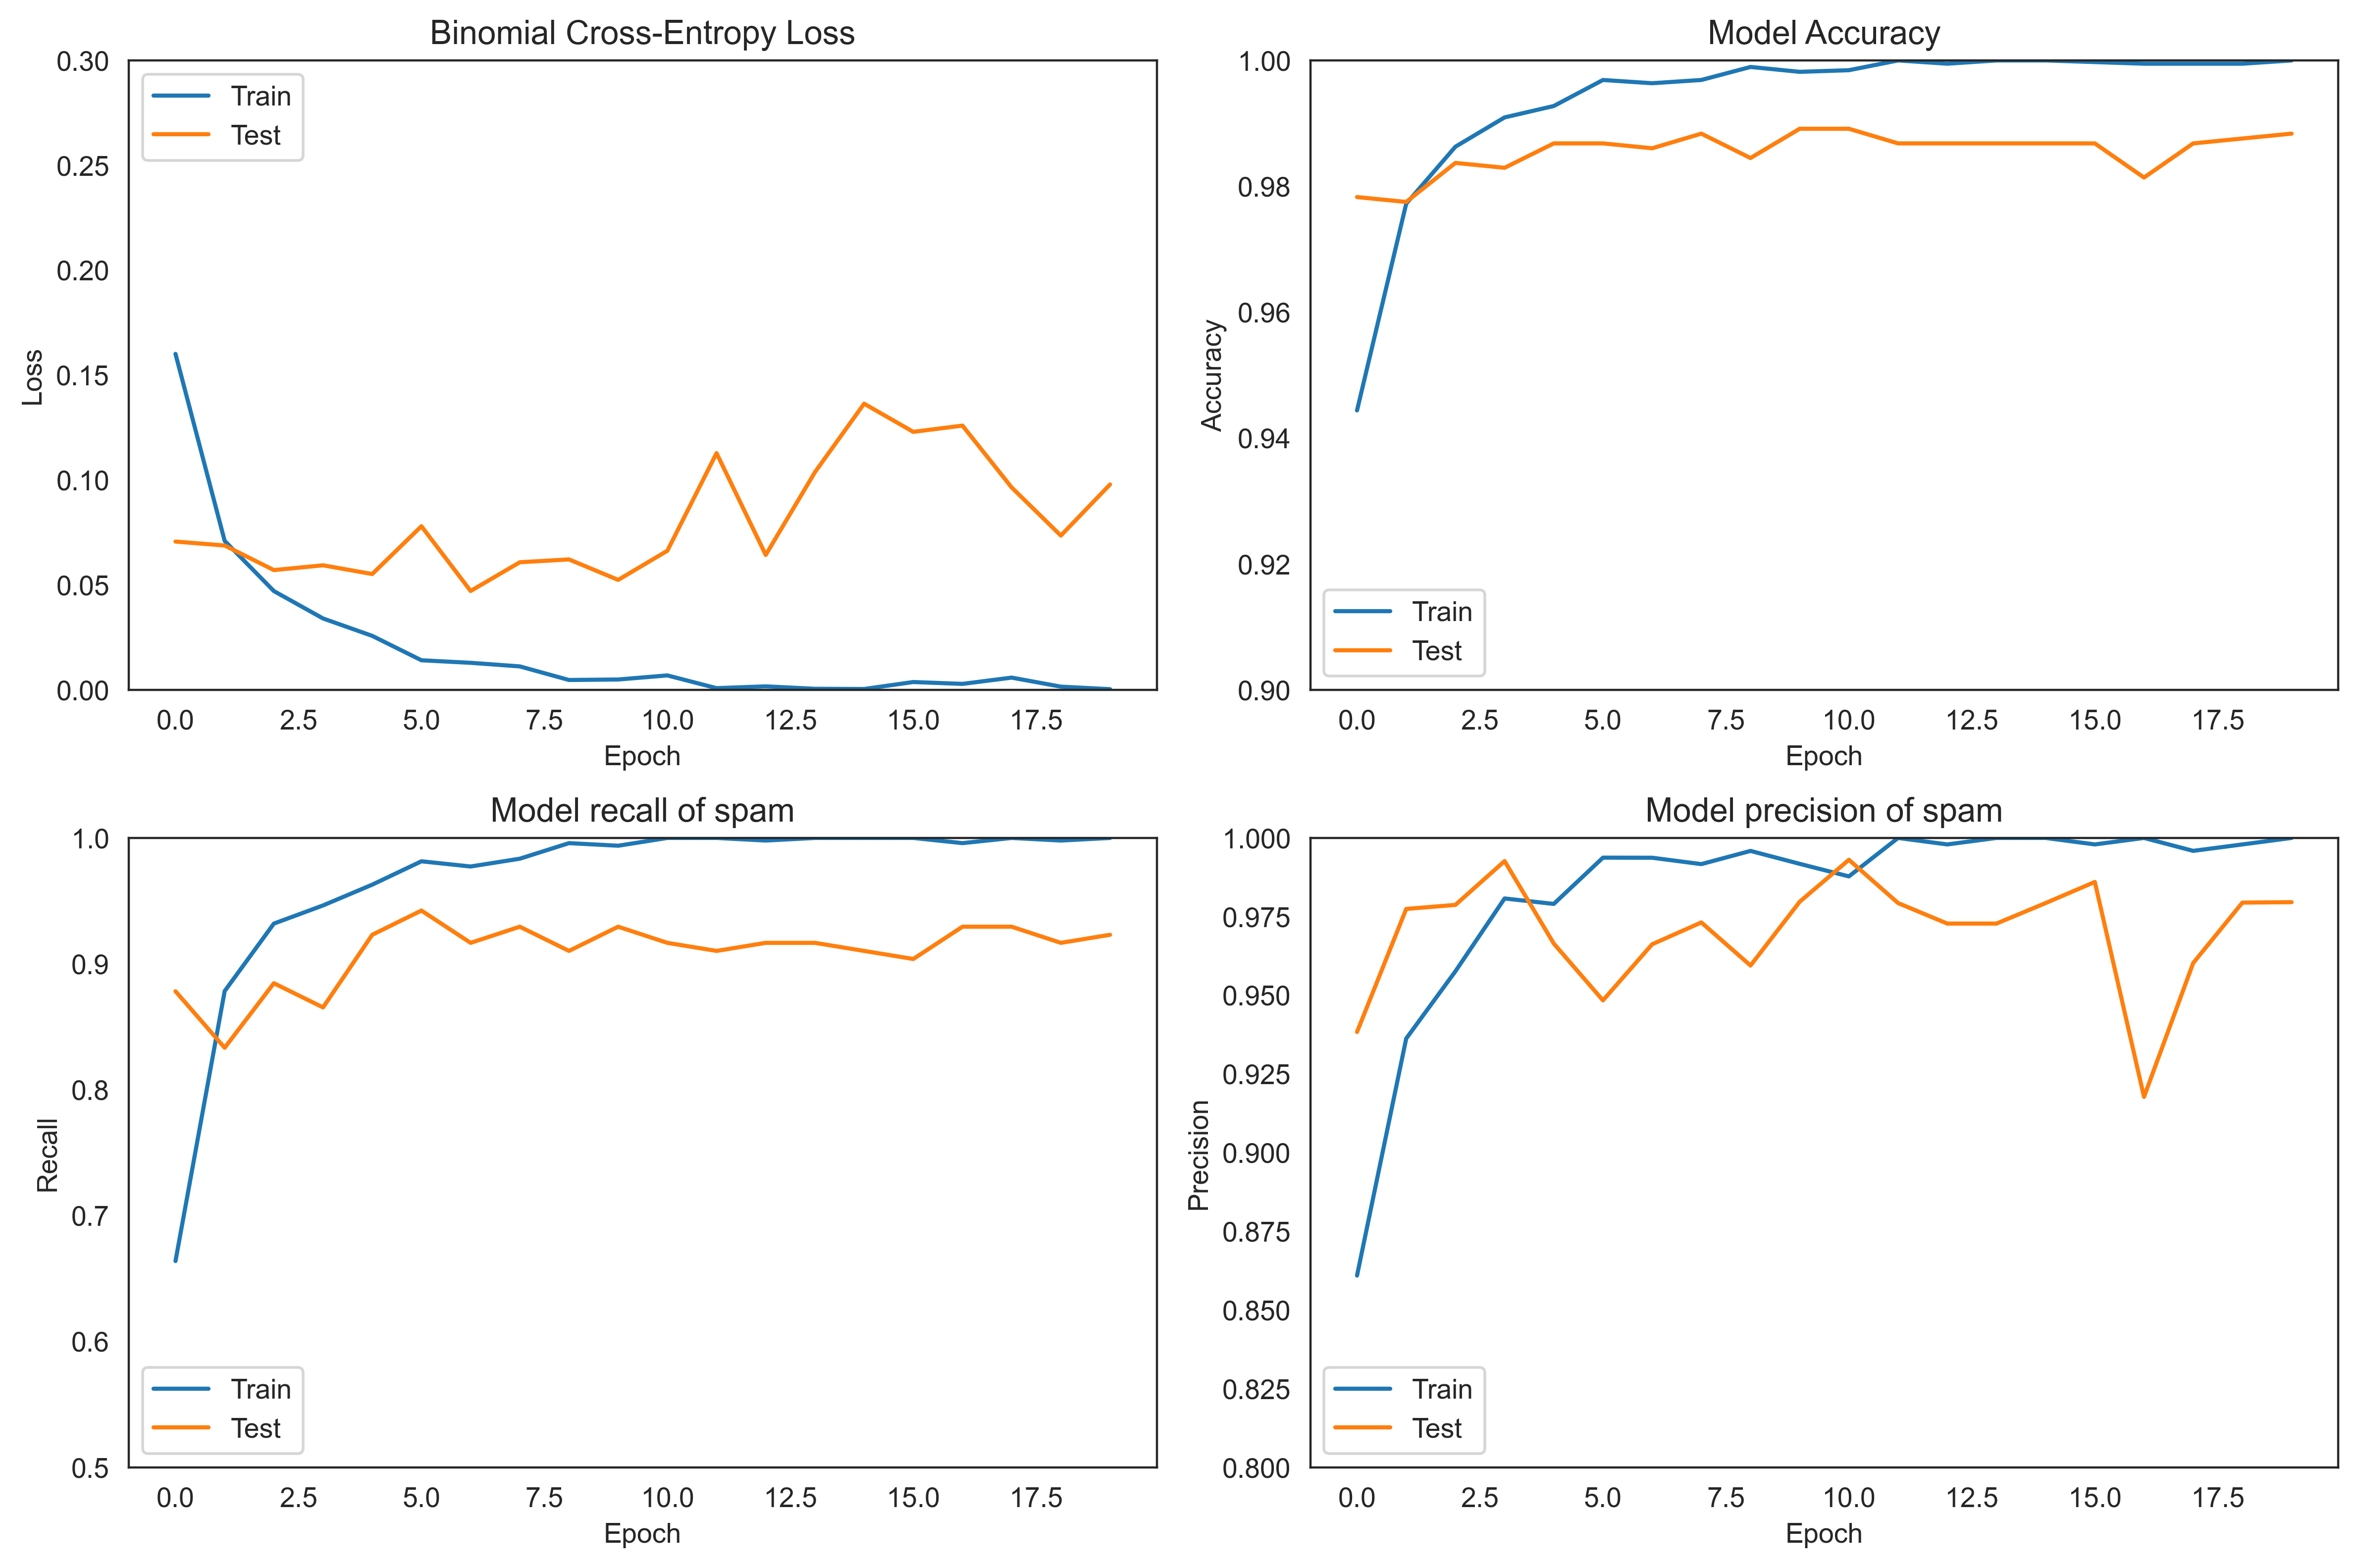 Binomial Cross-Entropy Loss
0.30
0.25
0.20
0.15
0.10
0.05
0.00
Loss
Train
Test
0.0 2.5 5.0 7.5 10.0 12.5 15.0 17.5
Epoch
Model Accuracy
1.00
0.98
0.96
0.94
0.92
0.90
Accuracy
Train
Test
0.0 2.5 5.0 7.5 10.0 12.5 15.0 17.5
Epoch
Model recall of spam
1.0
0.9
0.8
0.7
0.6
0.5
Recall
Train
Test
0.0 2.5 5.0 7.5 10.0 12.5 15.0 17.5
Epoch
Model precision of spam
1.000
0.975
0.950
0.925
0.900
0.875
0.850
0.825
0.800
Precision
Train
Test
0.0 2.5 5.0 7.5 10.0 12.5 15.0 17.5
Epoch